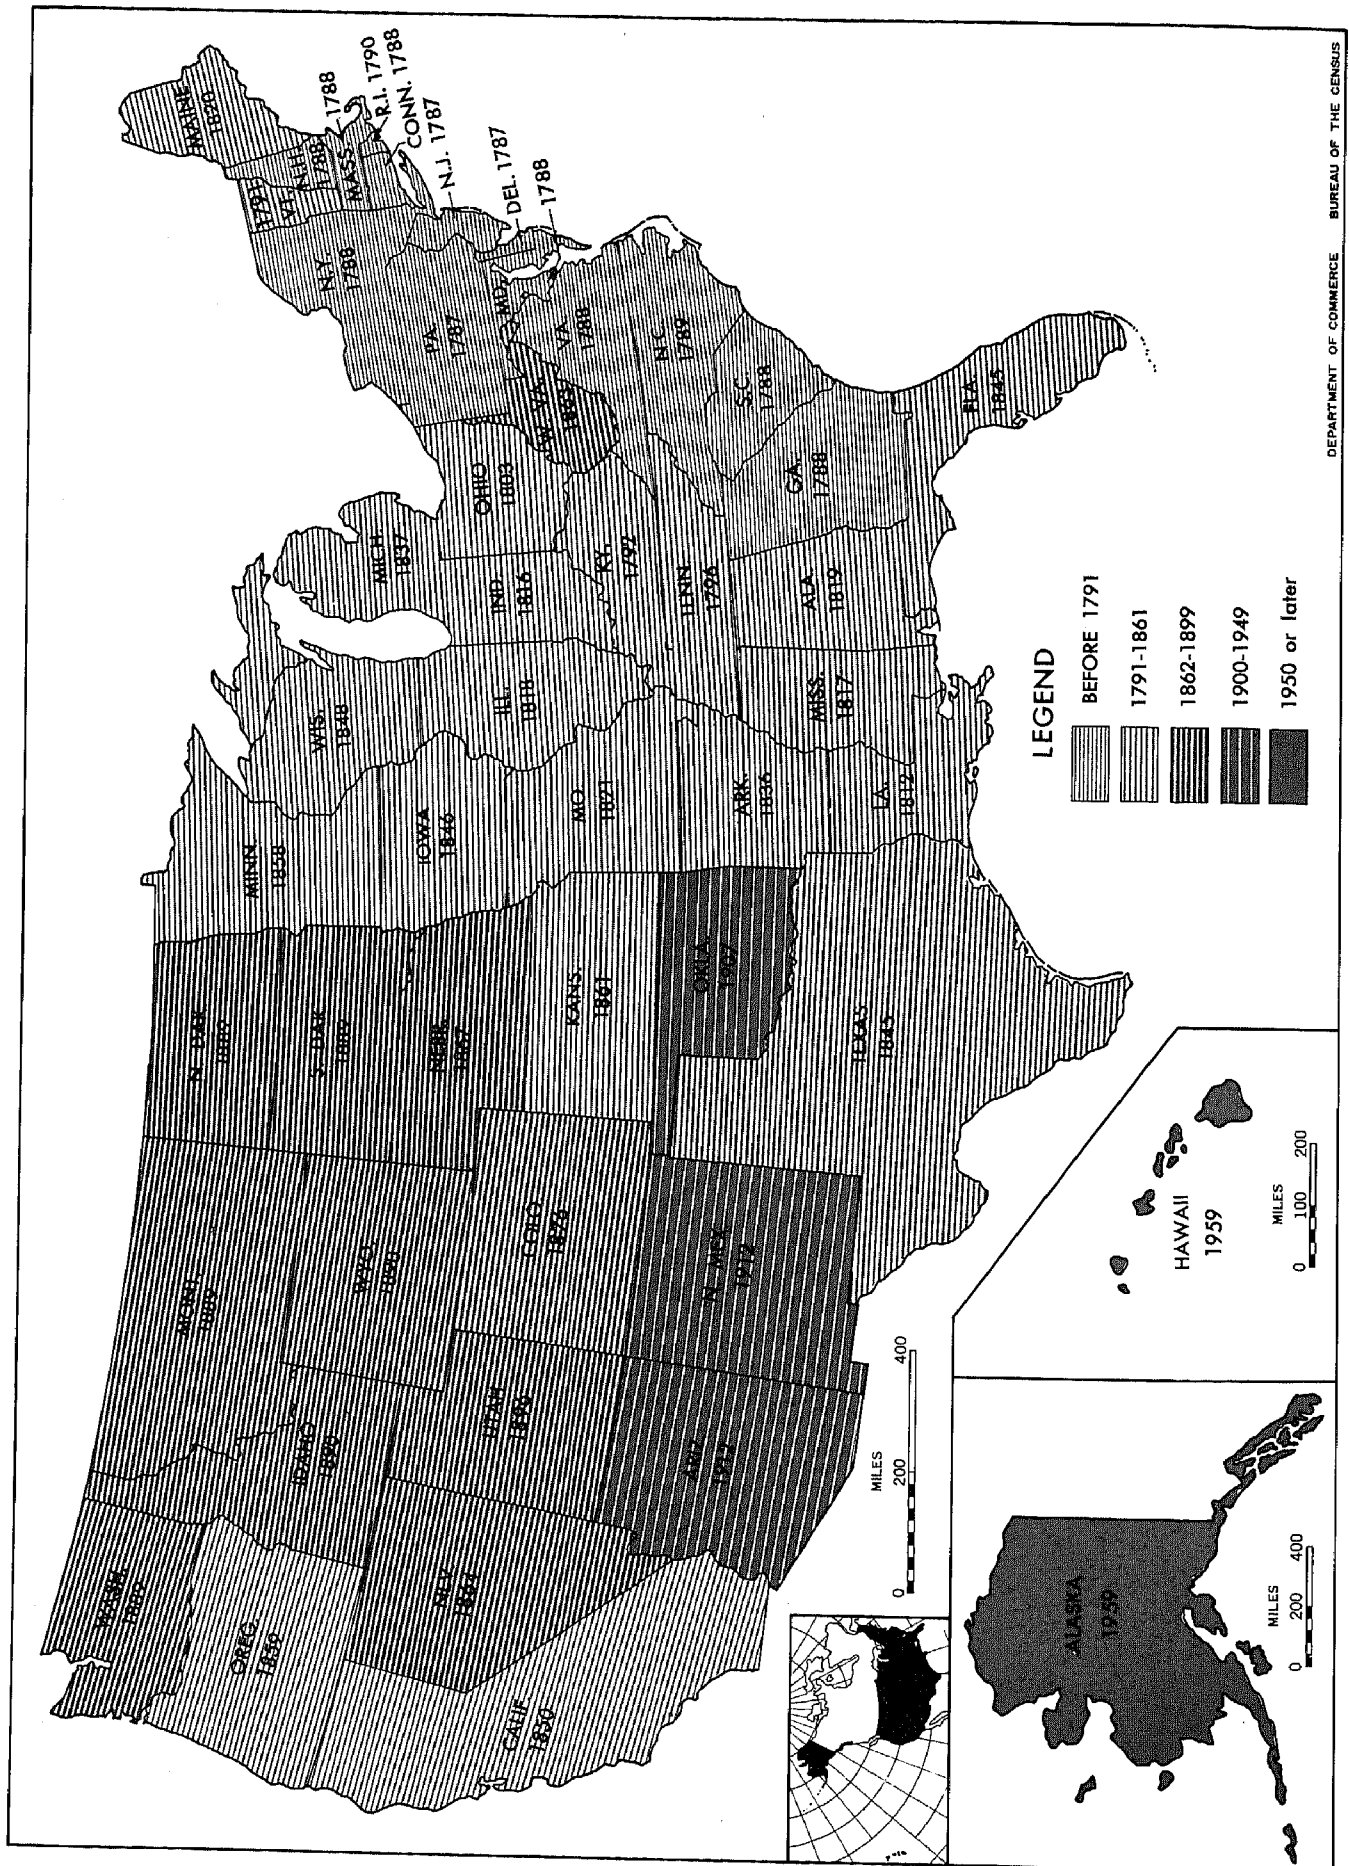 WASH.
1889
OREG.
1859
CALIF.
1850
NEV.
1864
IDAHO
1890
MONT.
1889
WYO.
1890
UTAH
1896
ARIZ.
1912
COLO.
1876
N. MEX.
1912
N. DAK.
1889
S. DAK.
1889
NEBR.
1867
KANS.
1861
OKLA.
1907
TEXAS
1845
MINN.
1858
IOWA
1846
MO.
1821
ARK.
1836
LA.
1812
WIS.
1848
ILL.
1818
MISS.
1817
MICH.
1837
IND.
1816
KY.
1792
TENN.
1796
ALA.
1819
OHIO
1803
W. VA.
1863
GA.
1788
FLA.
1845
S.C.
1788
N.C.
1789
VA.
1788
PA.
1787
MD.
1788
DEL. 1787
N.J. 1787
N.Y.
1788
CONN. 1788
R.I. 1790
MASS.
1788
1791
VT.
N.H.
1788
MAINE
1820
MILES
0 200 400
ALASKA
1959
MILES
0 200 400
HAWAII
1959
MILES
0 100 200
LEGEND
BEFORE 1791
1791-1861
1862-1899
1900-1949
1950 or later
DEPARTMENT OF COMMERCE BUREAU OF THE CENSUS